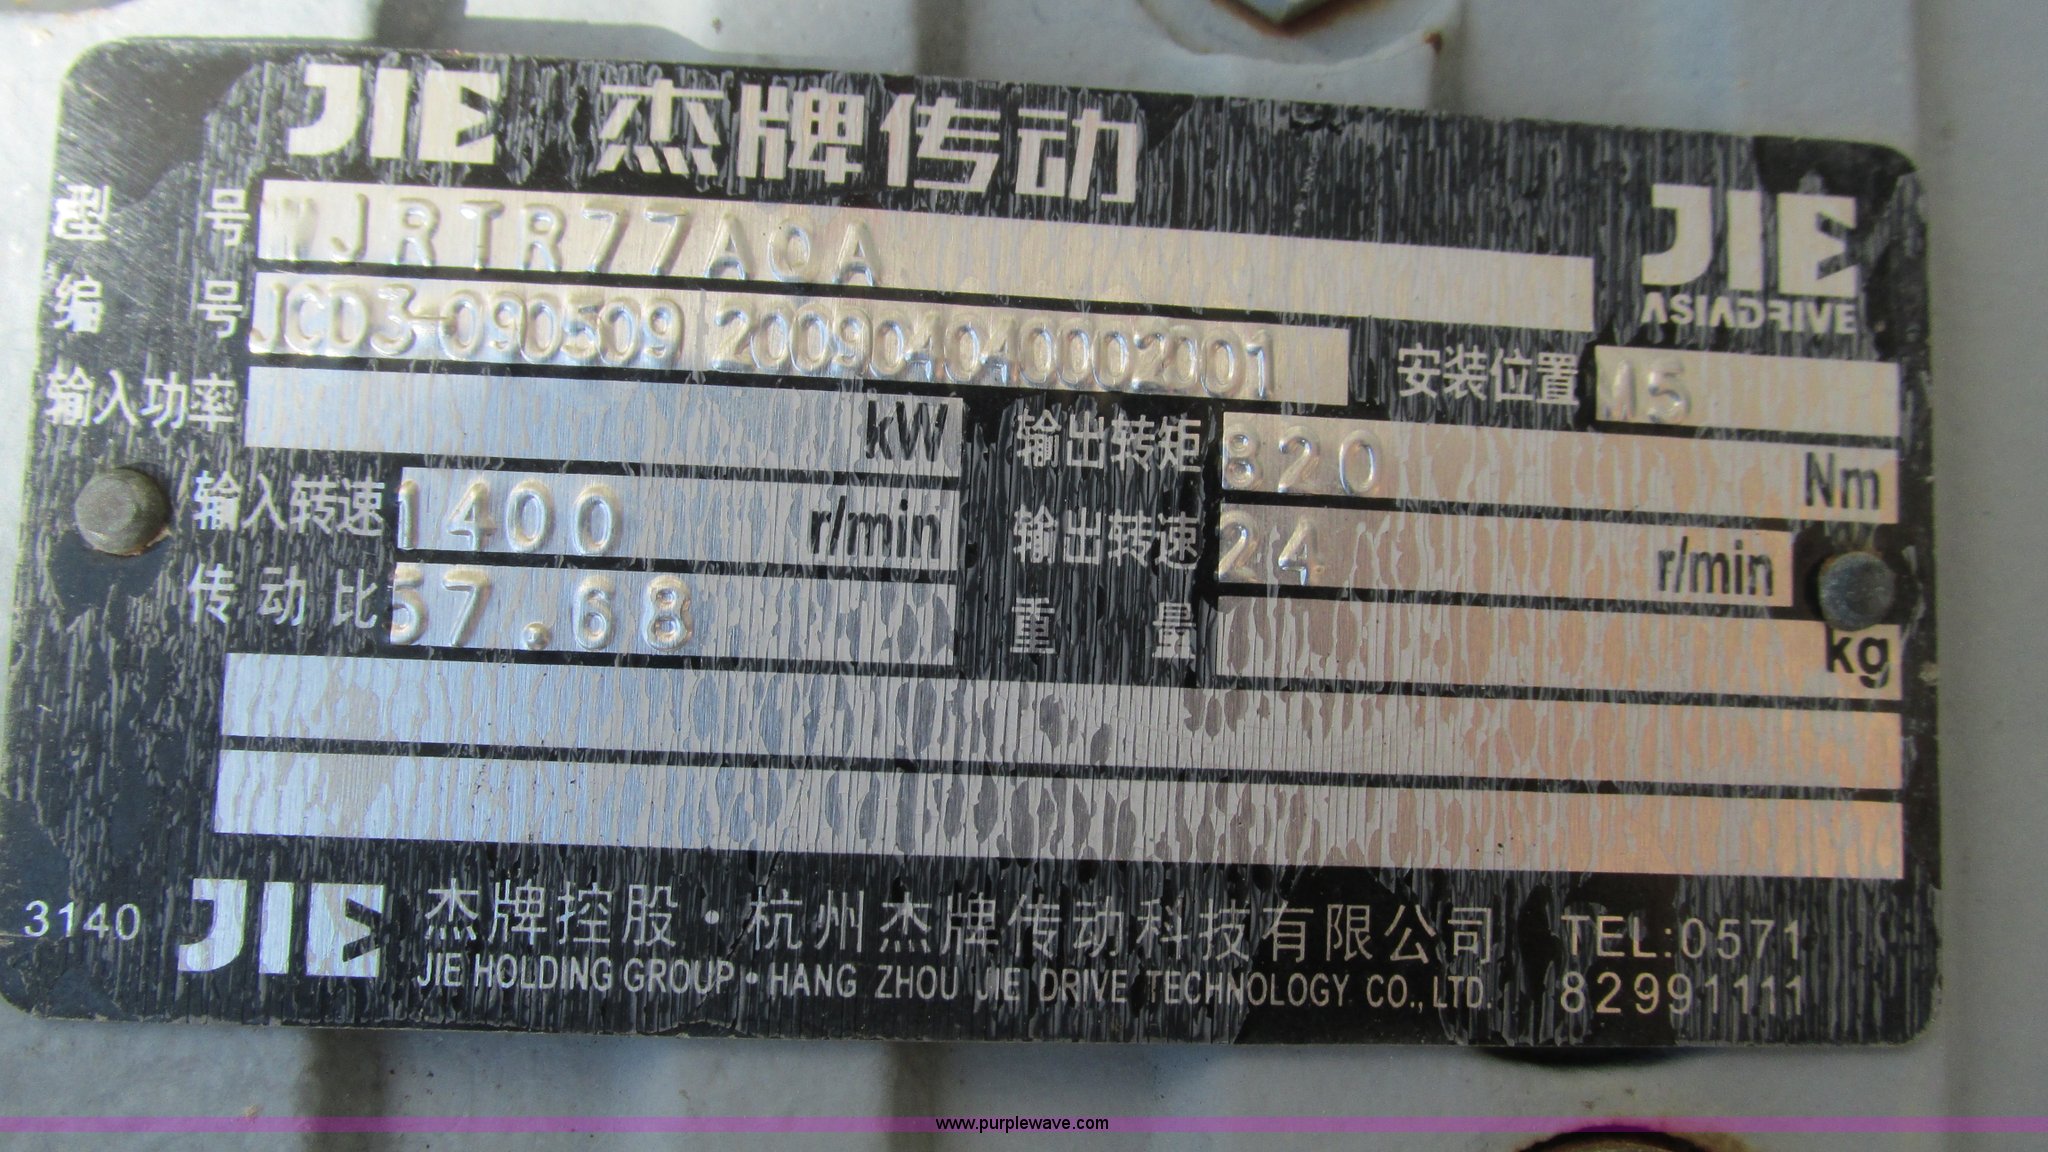 JIE 杰牌传动
型 号 WJRTR77AQA
JIE
ASIADRIVE
编 号 JCD3-090509 200904040002001
安装位置 M5
输入功率 kW
输出转矩 820 Nm
输入转速 1400 r/min
输出转速 24 r/min
传动比 57.68
重 量 kg
3140 JIE 杰牌控股·杭州杰牌传动科技有限公司 TEL:0571
JIE HOLDING GROUP·HANG ZHOU JIE DRIVE TECHNOLOGY CO.,LTD. 82991111
www.purplewave.com